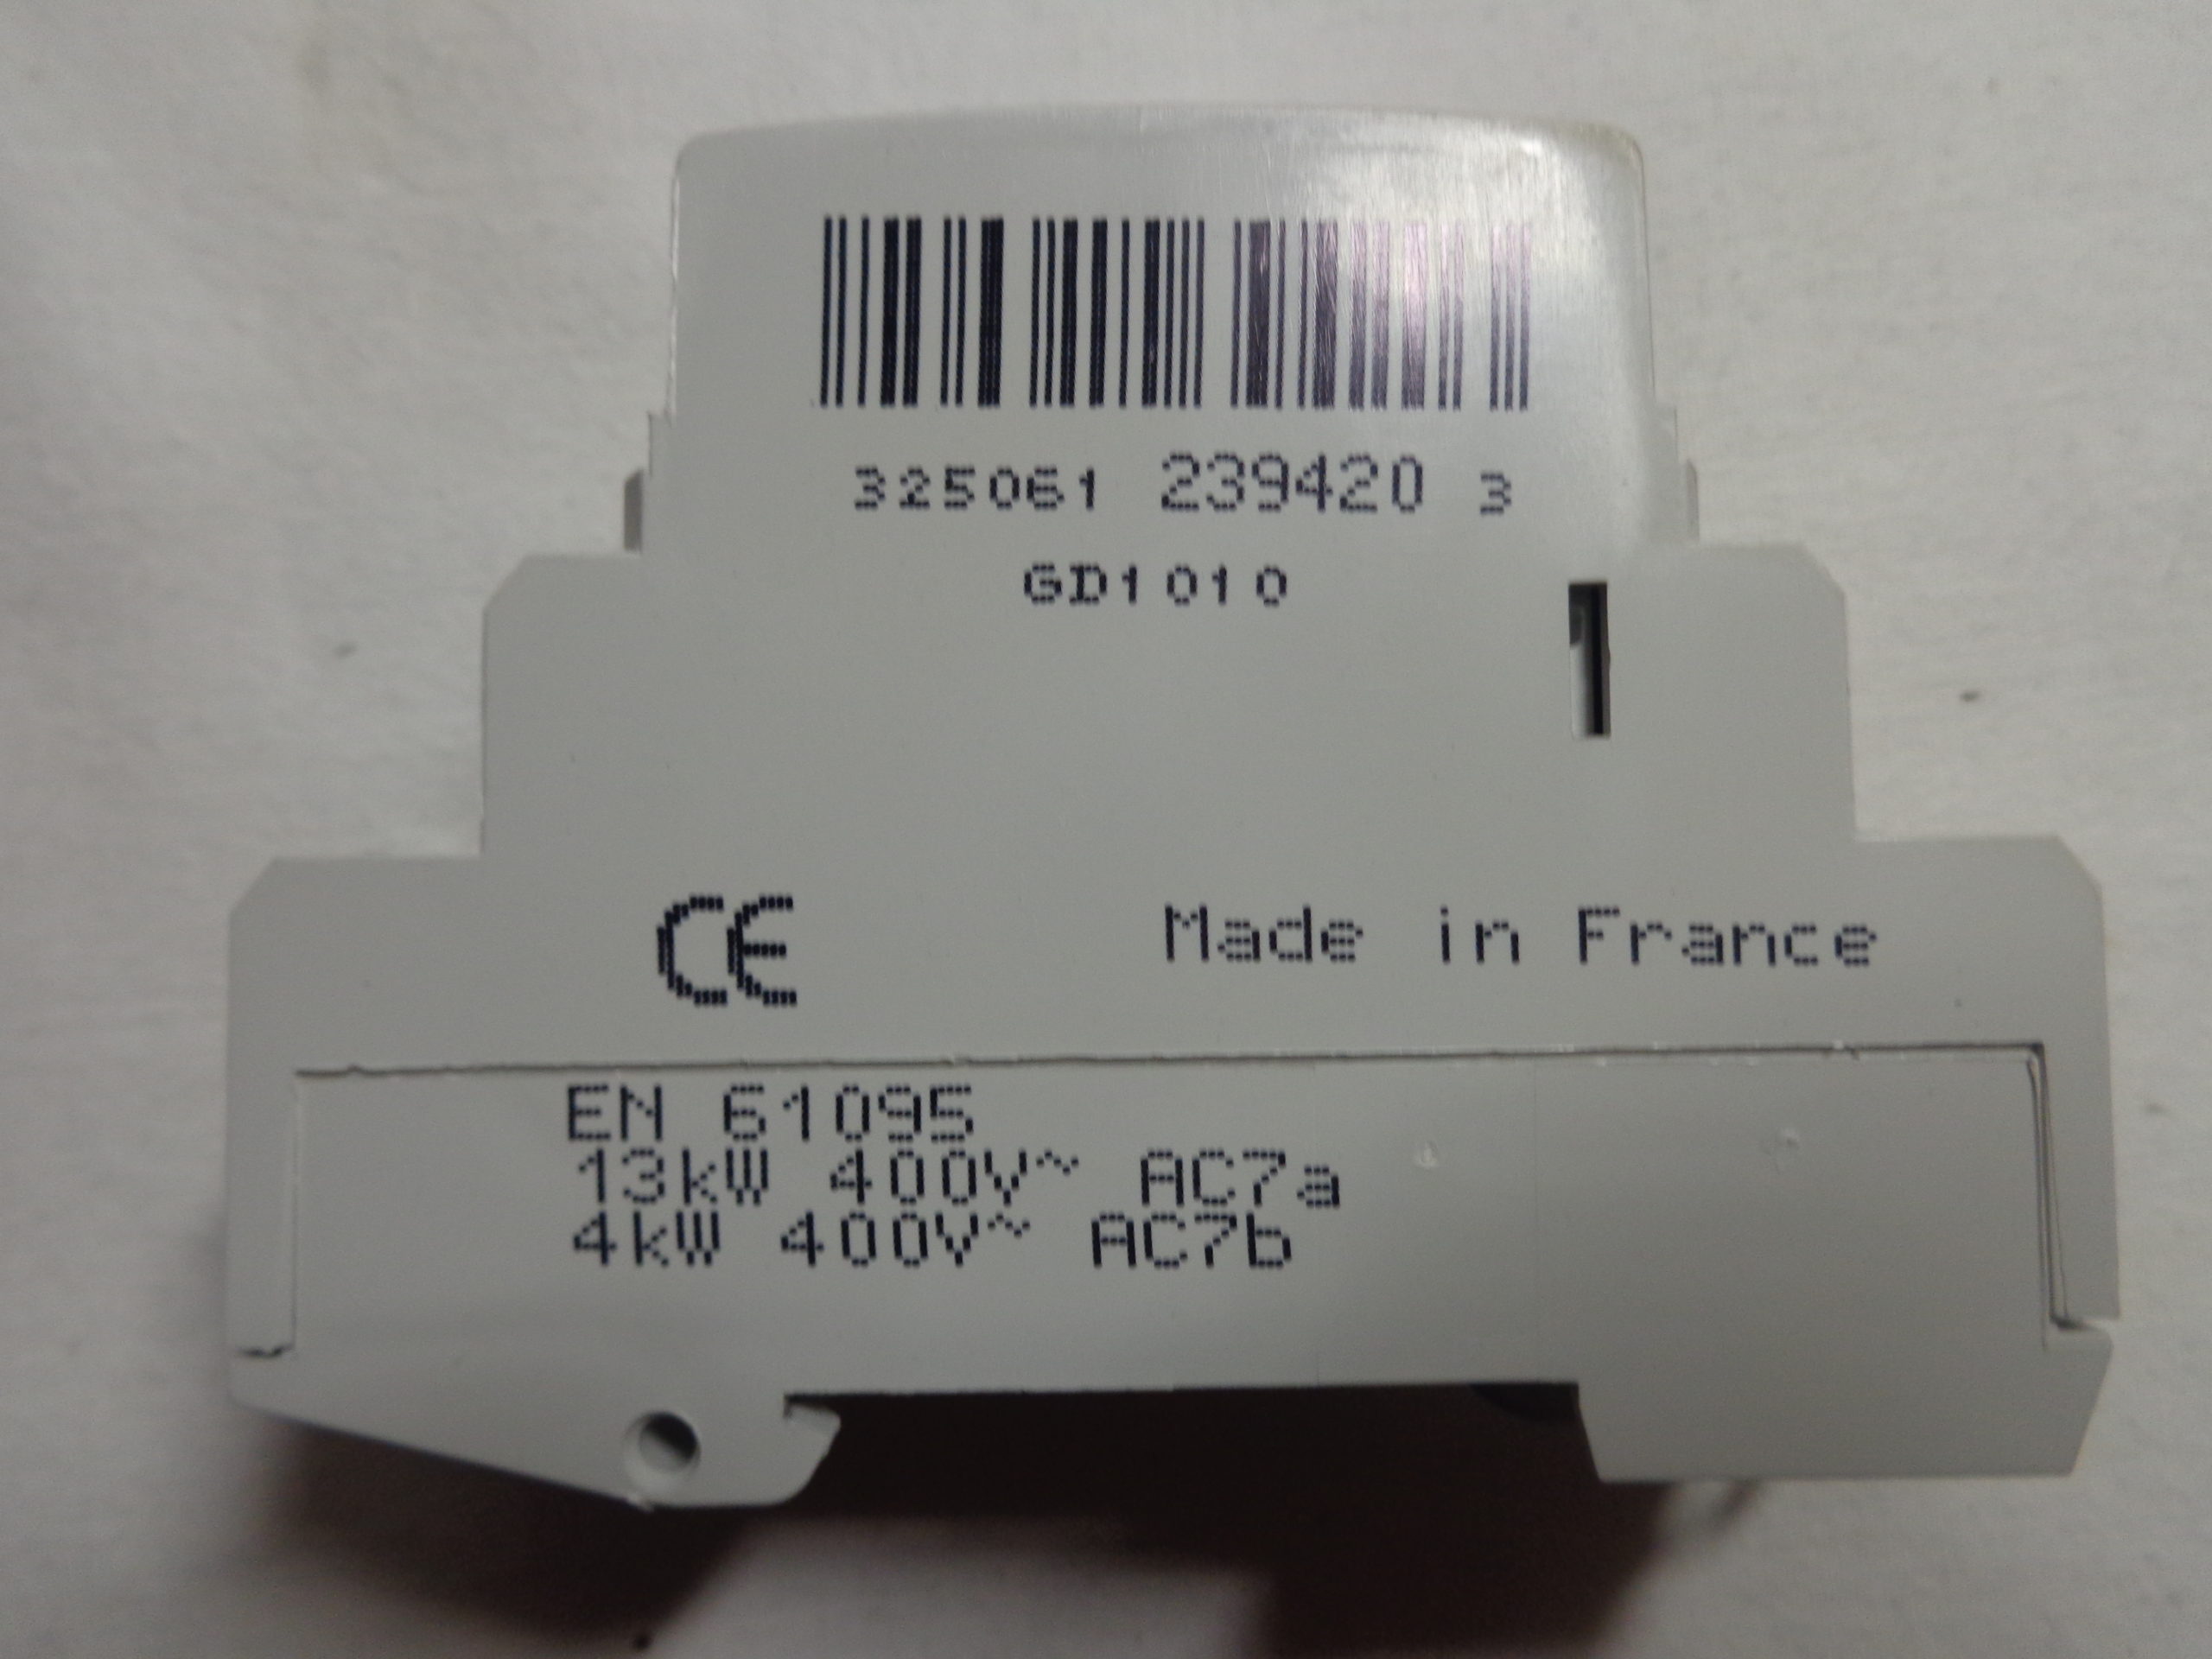 325061 239420 3
GD1010
CE
Made in France
EN 61095
13kW 400V~ AC7a
4kW 400V~ AC7b